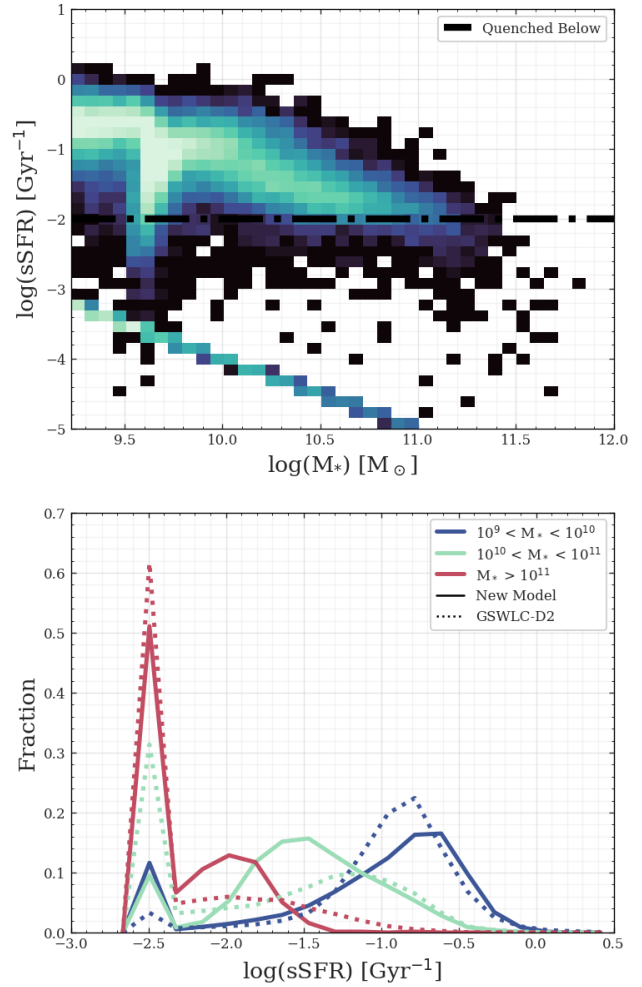 1
0
−1
−2
−3
−4
−5
log(sSFR) [Gyr⁻¹]
Quenched Below
9.5 10.0 10.5 11.0 11.5 12.0
log(M*) [M⊙]
0.7
0.6
0.5
0.4
0.3
0.2
0.1
0.0
Fraction
10⁹ < M* < 10¹⁰
10¹⁰ < M* < 10¹¹
M* > 10¹¹
New Model
GSWLC-D2
−3.0 −2.5 −2.0 −1.5 −1.0 −0.5 0.0 0.5
log(sSFR) [Gyr⁻¹]